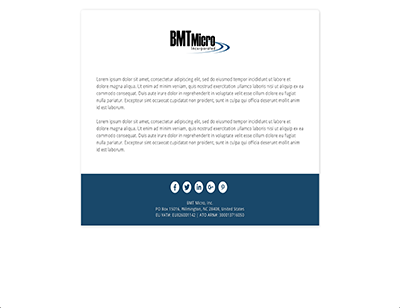 BMT Micro
Incorporated
Lorem ipsum dolor sit amet, consectetur adipiscing elit, sed do eiusmod tempor incididunt ut labore et
dolore magna aliqua. Ut enim ad minim veniam, quis nostrud exercitation ullamco laboris nisi ut aliquip ex ea
commodo consequat. Duis aute irure dolor in reprehenderit in voluptate velit esse cillum dolore eu fugiat
nulla pariatur. Excepteur sint occaecat cupidatat non proident, sunt in culpa qui officia deserunt mollit anim
id est laborum.
Lorem ipsum dolor sit amet, consectetur adipiscing elit, sed do eiusmod tempor incididunt ut labore et
dolore magna aliqua. Ut enim ad minim veniam, quis nostrud exercitation ullamco laboris nisi ut aliquip ex ea
commodo consequat. Duis aute irure dolor in reprehenderit in voluptate velit esse cillum dolore eu fugiat
nulla pariatur. Excepteur sint occaecat cupidatat non proident, sunt in culpa qui officia deserunt mollit anim
id est laborum.
BMT Micro, Inc.
PO Box 15016, Wilmington, NC 28408, United States
EU VAT#: | ATO ARN#: